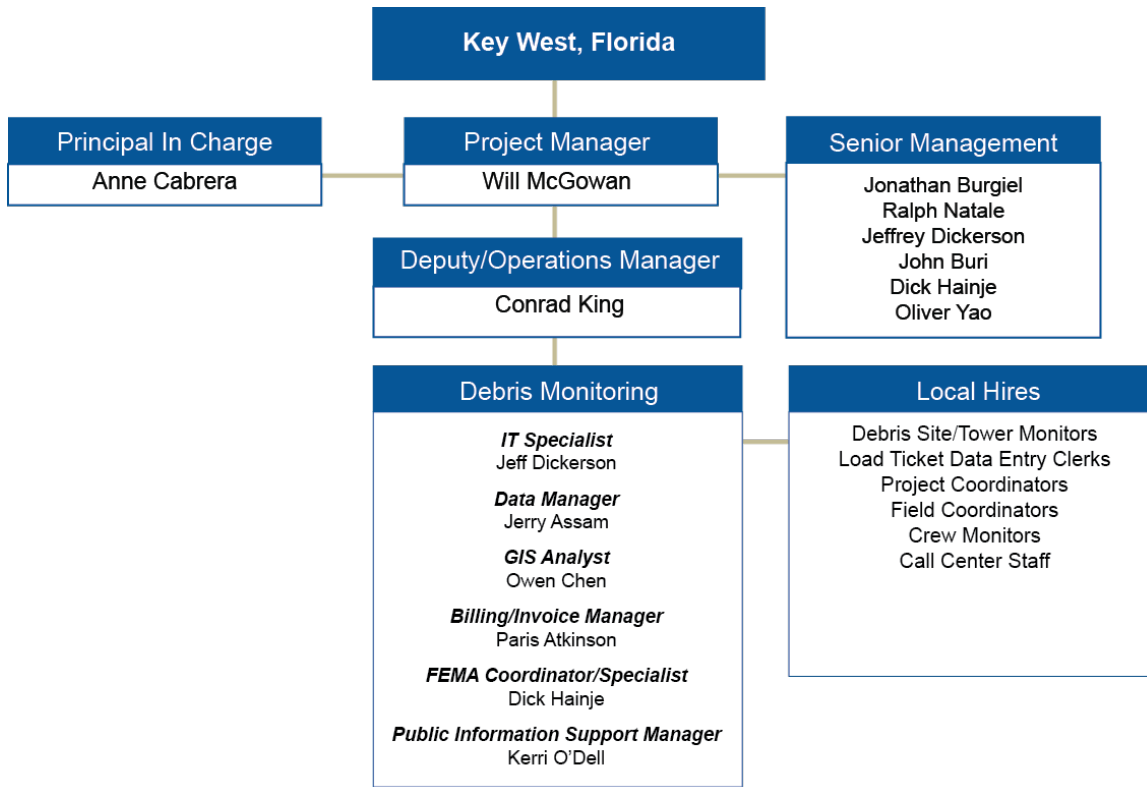 Key West, Florida
Principal In Charge
Anne Cabrera
Project Manager
Will McGowan
Senior Management
Jonathan Burgiel
Ralph Natale
Jeffrey Dickerson
John Buri
Dick Hainje
Oliver Yao
Deputy/Operations Manager
Conrad King
Debris Monitoring
IT Specialist
Jeff Dickerson
Data Manager
Jerry Assam
GIS Analyst
Owen Chen
Billing/Invoice Manager
Paris Atkinson
FEMA Coordinator/Specialist
Dick Hainje
Public Information Support Manager
Kerri O’Dell
Local Hires
Debris Site/Tower Monitors
Load Ticket Data Entry Clerks
Project Coordinators
Field Coordinators
Crew Monitors
Call Center Staff